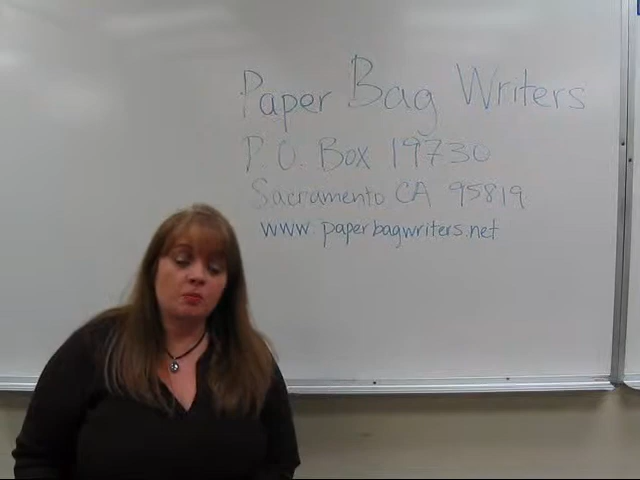 Paper Bag Writers
P.O. Box 19730
Sacramento CA 95819
www.paperbagwriters.net